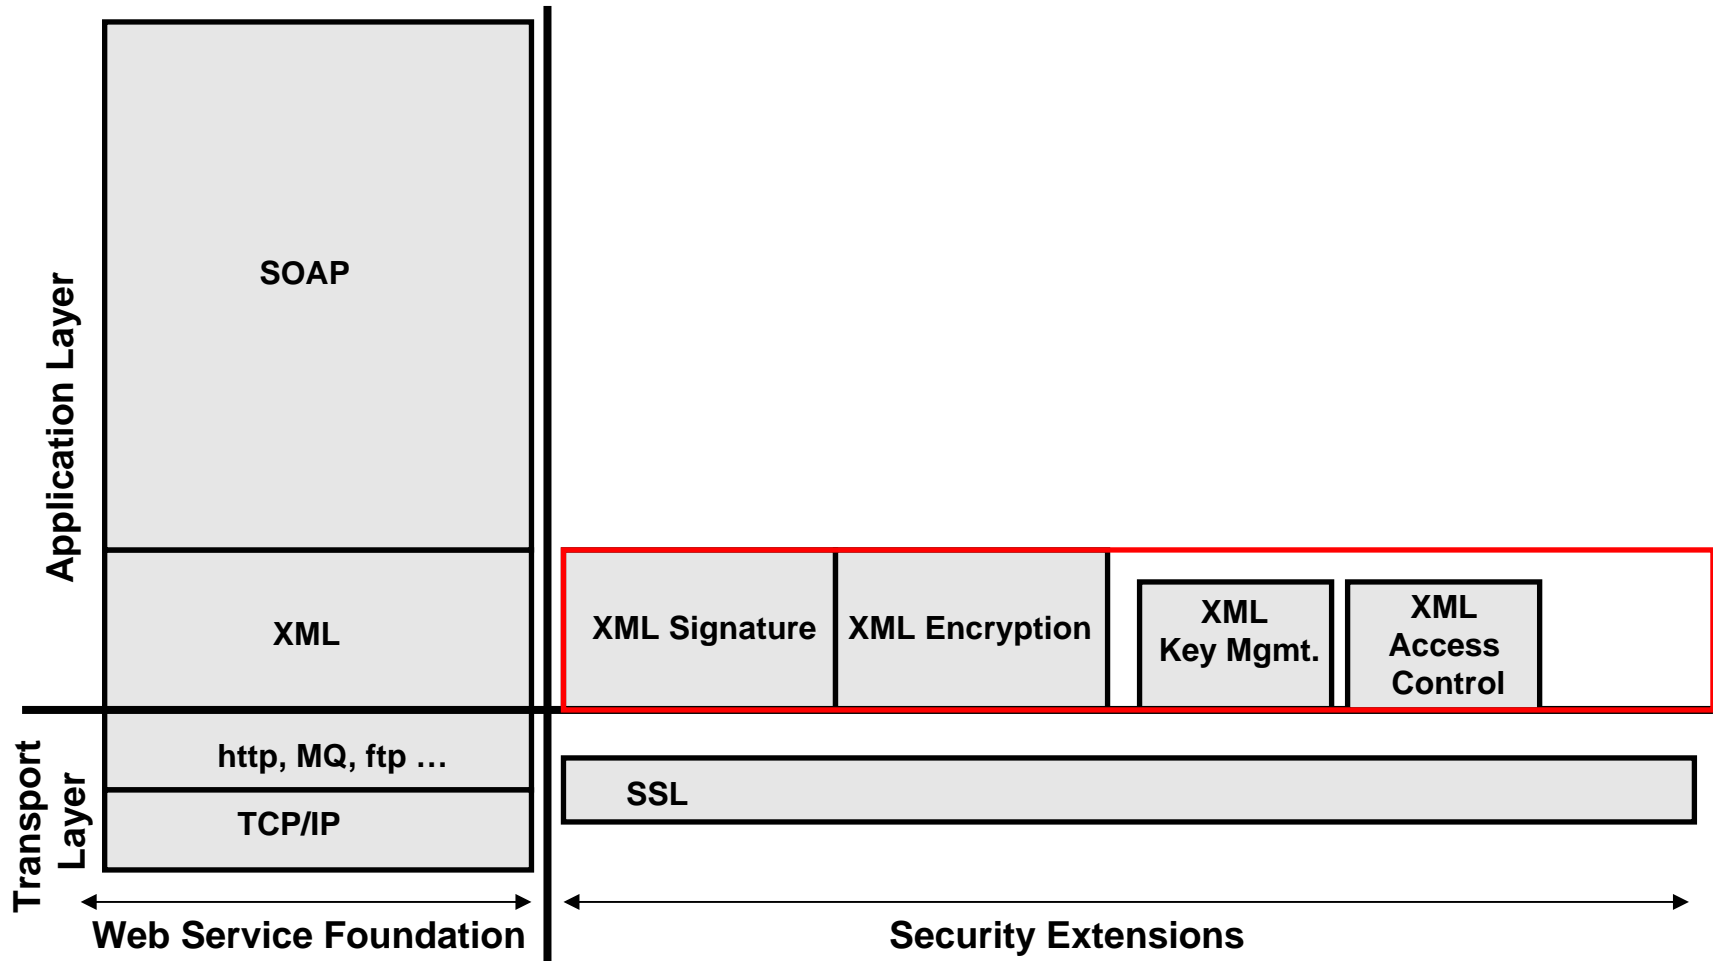 Application Layer
SOAP
XML
XML Signature
XML Encryption
XML
Key Mgmt.
XML
Access
Control
Transport
Layer
http, MQ, ftp …
TCP/IP
SSL
Web Service Foundation
Security Extensions